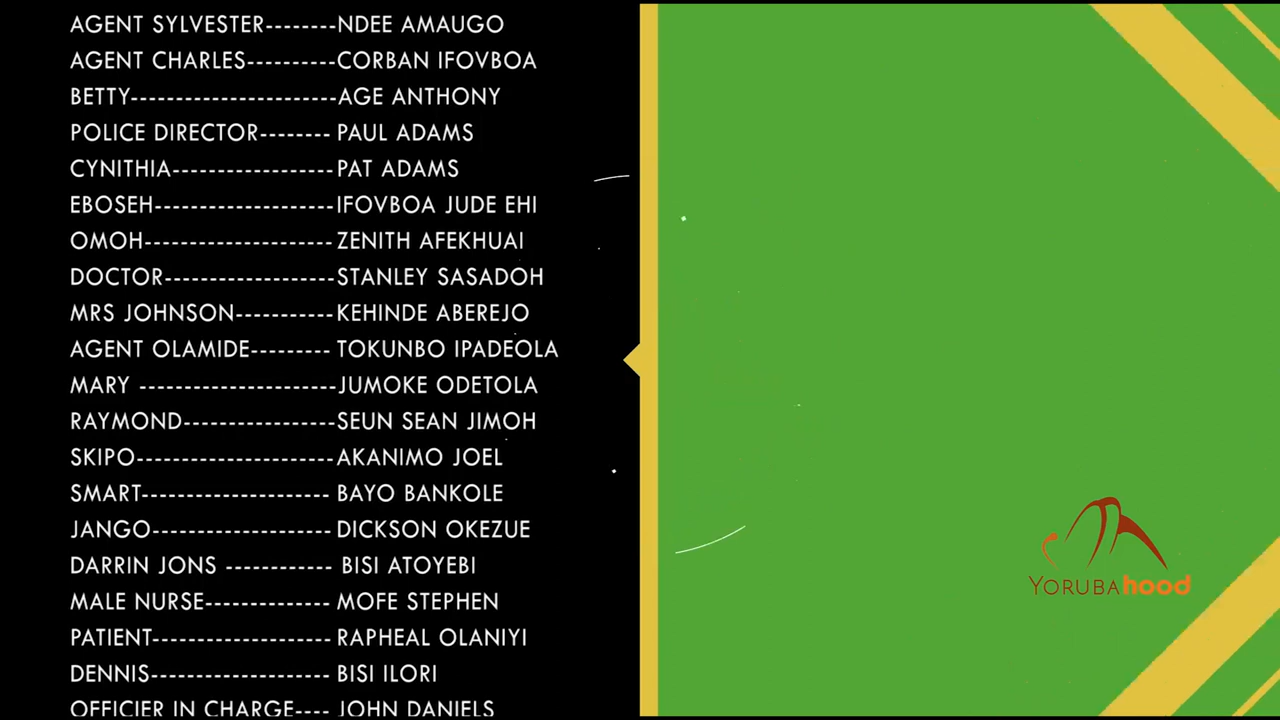 AGENT SYLVESTER--------NDEE AMAUGO
AGENT CHARLES----------CORBAN IFOVBOA
BETTY-----------------------AGE ANTHONY
POLICE DIRECTOR-------- PAUL ADAMS
CYNITHIA------------------PAT ADAMS
EBOSEH--------------------IFOVBOA JUDE EHI
OMOH---------------------ZENITH AFEKHUAI
DOCTOR-------------------STANLEY SASADOH
MRS JOHNSON-----------KEHINDE ABEREJO
AGENT OLAMIDE--------- TOKUNBO IPADEOLA
MARY ----------------------JUMOKE ODETOLA
RAYMOND-----------------SEUN SEAN JIMOH
SKIPO----------------------AKANIMO JOEL
SMART--------------------- BAYO BANKOLE
JANGO--------------------DICKSON OKEZUE
DARRIN JONS ------------ BISI ATOYEBI
MALE NURSE-------------- MOFE STEPHEN
PATIENT-------------------- RAPHEAL OLANIYI
DENNIS-------------------- BISI ILORI
OFFICIER IN CHARGE---- JOHN DANIELS
YORUBAhood